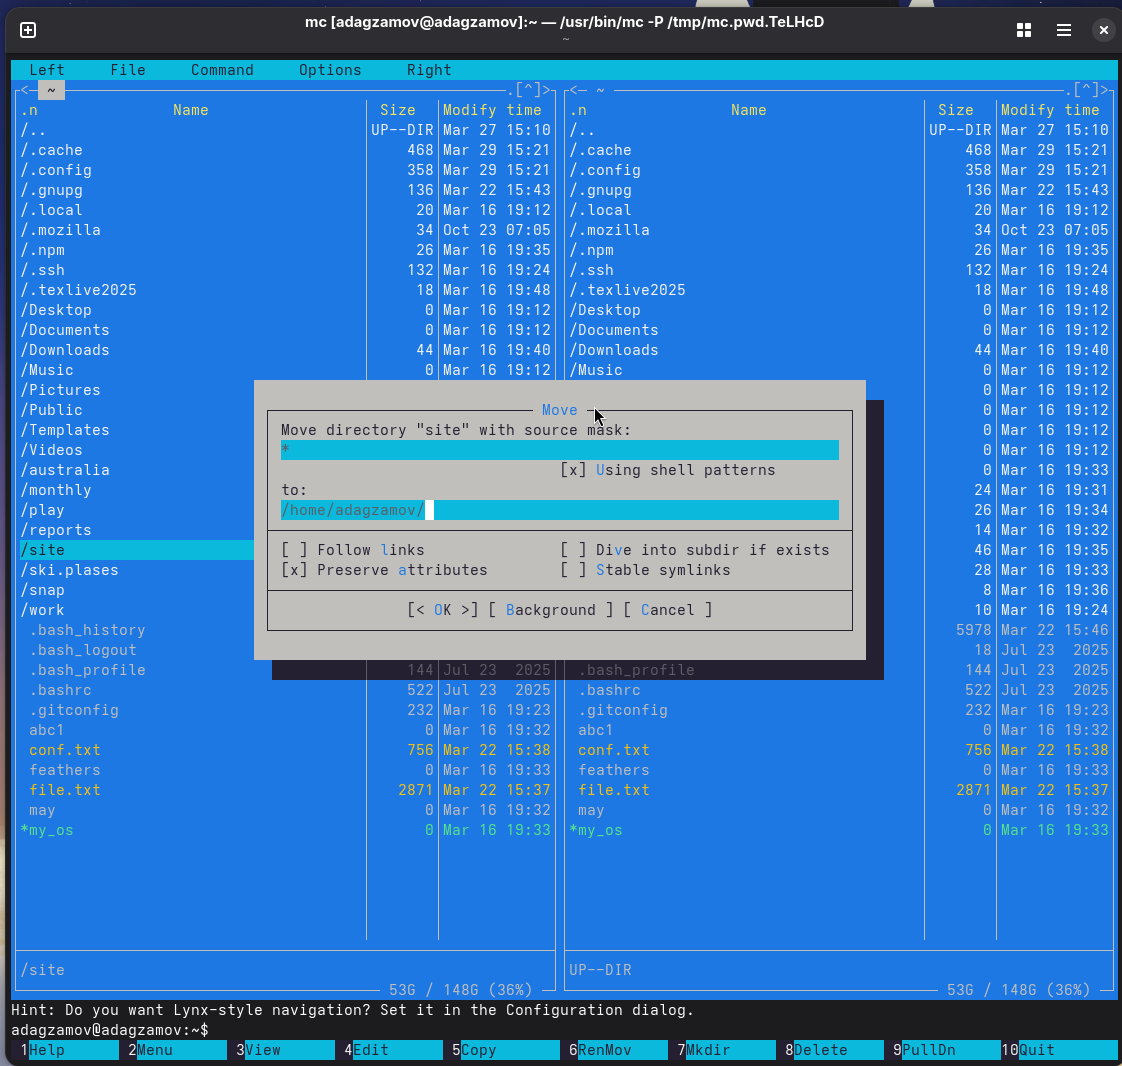 mc [adagzamov@adagzamov]:~ — /usr/bin/mc -P /tmp/mc.pwd.TeLHcD
~
Left File Command Options Right
<— ~ .[^]> <— ~ .[^]>
.n Name Size Modify time .n Name Size Modify time
/.. UP--DIR Mar 27 15:10 /.. UP--DIR Mar 27 15:10
/.cache 468 Mar 29 15:21 /.cache 468 Mar 29 15:21
/.config 358 Mar 29 15:21 /.config 358 Mar 29 15:21
/.gnupg 136 Mar 22 15:43 /.gnupg 136 Mar 22 15:43
/.local 20 Mar 16 19:12 /.local 20 Mar 16 19:12
/.mozilla 34 Oct 23 07:05 /.mozilla 34 Oct 23 07:05
/.npm 26 Mar 16 19:35 /.npm 26 Mar 16 19:35
/.ssh 132 Mar 16 19:24 /.ssh 132 Mar 16 19:24
/.texlive2025 18 Mar 16 19:48 /.texlive2025 18 Mar 16 19:48
/Desktop 0 Mar 16 19:12 /Desktop 0 Mar 16 19:12
/Documents 0 Mar 16 19:12 /Documents 0 Mar 16 19:12
/Downloads 44 Mar 16 19:40 /Downloads 44 Mar 16 19:40
/Music 0 Mar 16 19:12 /Music 0 Mar 16 19:12
/Pictures 0 Mar 16 19:12
/Public Move 0 Mar 16 19:12
/Templates Move directory "site" with source mask: 0 Mar 16 19:12
/Videos * 0 Mar 16 19:12
/australia [x] Using shell patterns 0 Mar 16 19:33
/monthly to: 24 Mar 16 19:31
/play /home/adagzamov/ 26 Mar 16 19:34
/reports 14 Mar 16 19:32
/site [ ] Follow links [ ] Dive into subdir if exists 46 Mar 16 19:35
/ski.plases [x] Preserve attributes [ ] Stable symlinks 28 Mar 16 19:33
/snap 8 Mar 16 19:36
/work [< OK >] [ Background ] [ Cancel ] 10 Mar 16 19:24
.bash_history 5978 Mar 22 15:46
.bash_logout 18 Jul 23 2025
.bash_profile 144 Jul 23 2025 .bash_profile 144 Jul 23 2025
.bashrc 522 Jul 23 2025 .bashrc 522 Jul 23 2025
.gitconfig 232 Mar 16 19:23 .gitconfig 232 Mar 16 19:23
abc1 0 Mar 16 19:32 abc1 0 Mar 16 19:32
conf.txt 756 Mar 22 15:38 conf.txt 756 Mar 22 15:38
feathers 0 Mar 16 19:33 feathers 0 Mar 16 19:33
file.txt 2871 Mar 22 15:37 file.txt 2871 Mar 22 15:37
may 0 Mar 16 19:32 may 0 Mar 16 19:32
*my_os 0 Mar 16 19:33 *my_os 0 Mar 16 19:33
/site UP--DIR
53G / 148G (36%) 53G / 148G (36%)
Hint: Do you want Lynx-style navigation? Set it in the Configuration dialog.
adagzamov@adagzamov:~$
1Help 2Menu 3View 4Edit 5Copy 6RenMov 7Mkdir 8Delete 9PullDn 10Quit